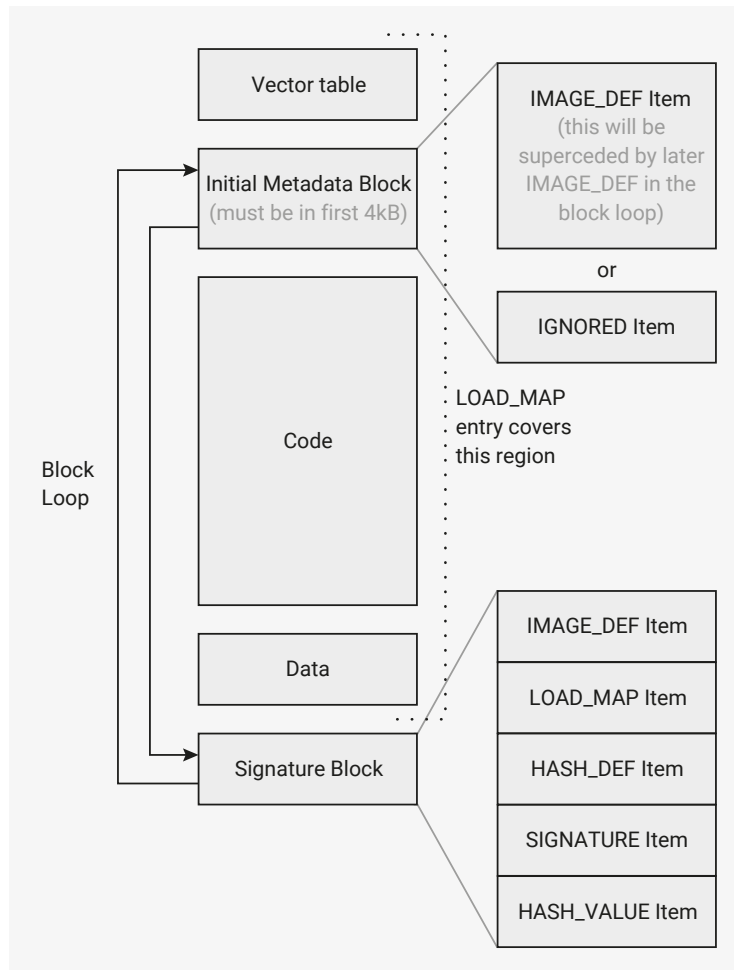 Vector table
Initial Metadata Block
(must be in first 4kB)
IMAGE_DEF Item
(this will be
superceded by later
IMAGE_DEF in the
block loop)
or
IGNORED Item
Code
LOAD_MAP
entry covers
this region
Block
Loop
Data
Signature Block
IMAGE_DEF Item
LOAD_MAP Item
HASH_DEF Item
SIGNATURE Item
HASH_VALUE Item